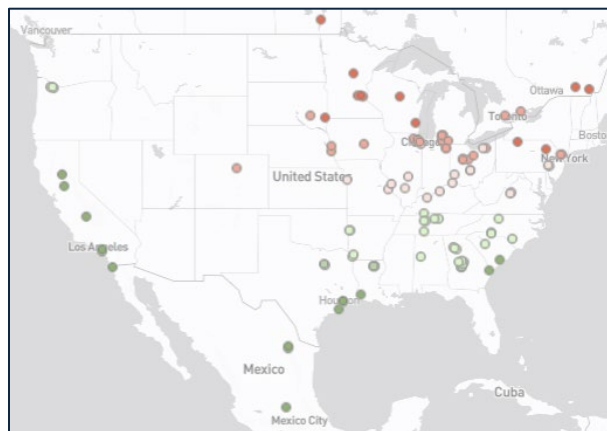 Vancouver
Ottawa
Toronto
Boston
Chicago
New York
United States
Los Angeles
Houston
Mexico
Cuba
Mexico City